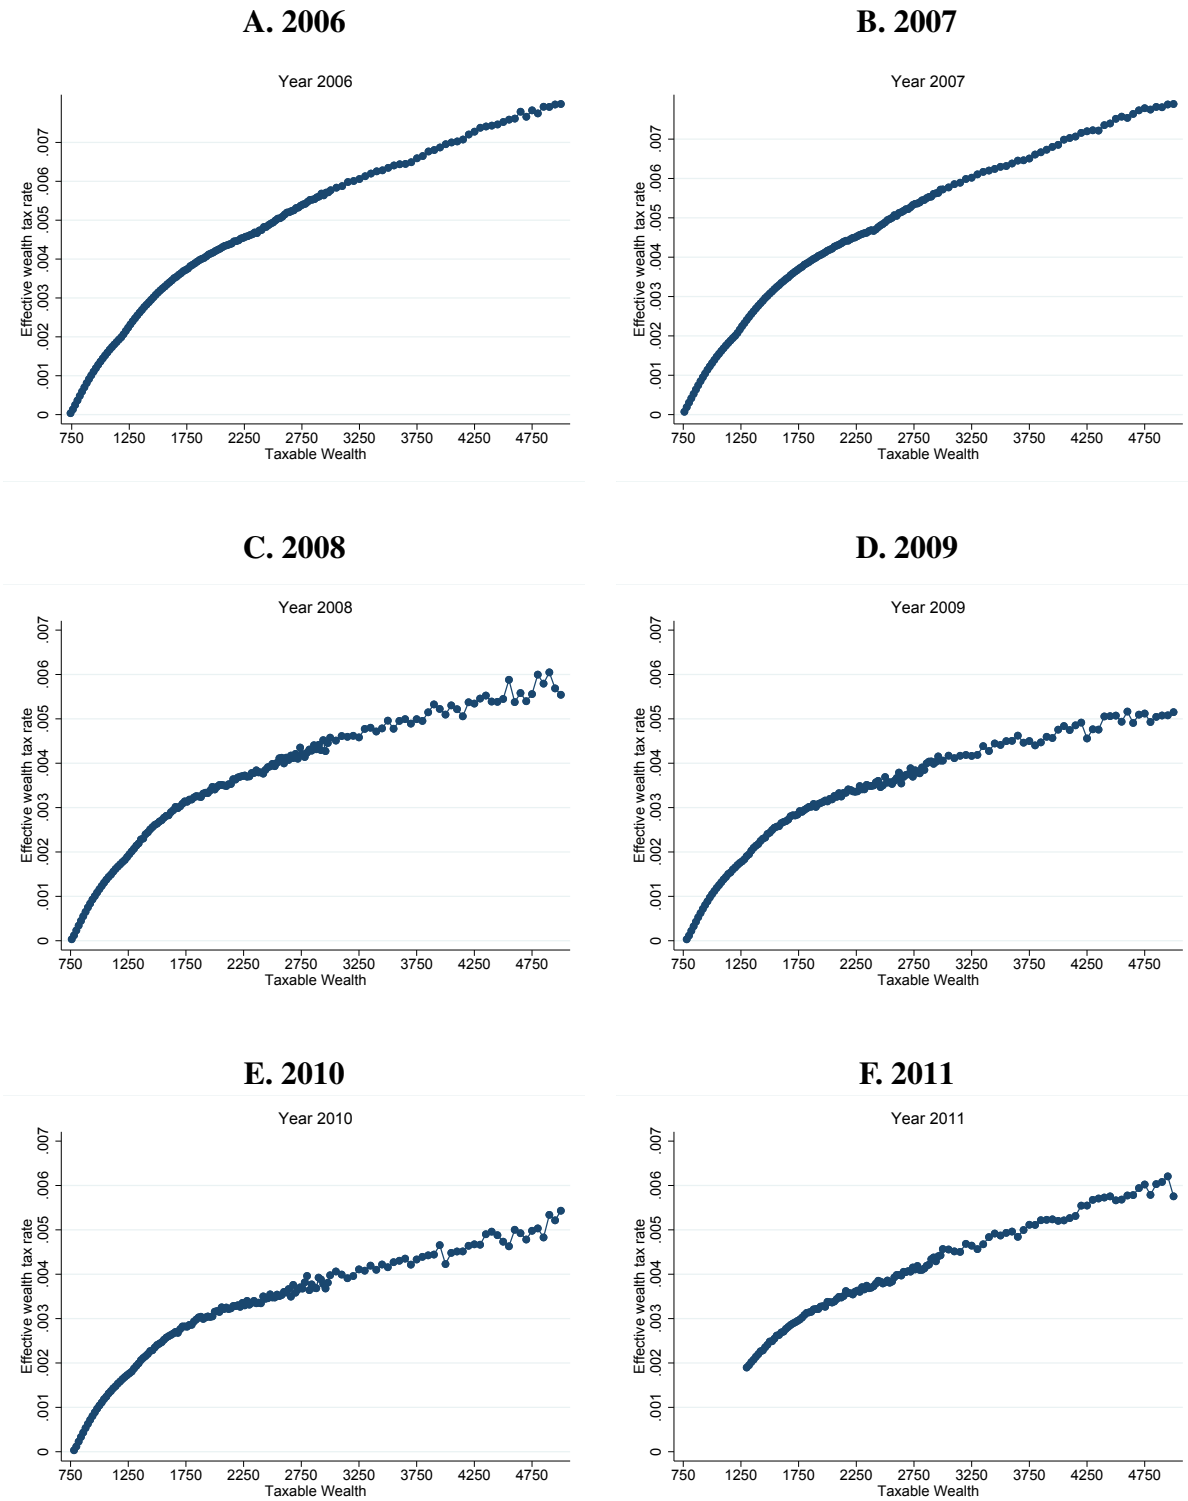 A. 2006
Year 2006
Effective wealth tax rate
0 .001 .002 .003 .004 .005 .006 .007
750 1250 1750 2250 2750 3250 3750 4250 4750
Taxable Wealth
B. 2007
Year 2007
Effective wealth tax rate
0 .001 .002 .003 .004 .005 .006 .007
750 1250 1750 2250 2750 3250 3750 4250 4750
Taxable Wealth
C. 2008
Year 2008
Effective wealth tax rate
0 .001 .002 .003 .004 .005 .006 .007
750 1250 1750 2250 2750 3250 3750 4250 4750
Taxable Wealth
D. 2009
Year 2009
Effective wealth tax rate
0 .001 .002 .003 .004 .005 .006 .007
750 1250 1750 2250 2750 3250 3750 4250 4750
Taxable Wealth
E. 2010
Year 2010
Effective wealth tax rate
0 .001 .002 .003 .004 .005 .006 .007
750 1250 1750 2250 2750 3250 3750 4250 4750
Taxable Wealth
F. 2011
Year 2011
Effective wealth tax rate
0 .001 .002 .003 .004 .005 .006 .007
750 1250 1750 2250 2750 3250 3750 4250 4750
Taxable Wealth